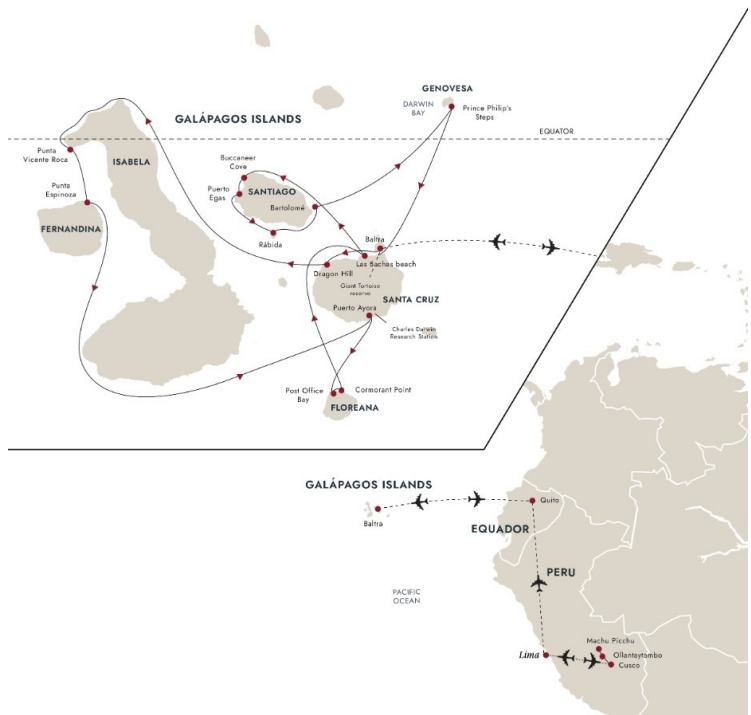 GENOVESA
DARWIN
BAY
Prince Philip's
Steps
GALÁPAGOS ISLANDS
EQUATOR
Punta
Vicente Roca
ISABELA
Buccaneer
Cove
Punta
Espinoza
Puerto
Egas
SANTIAGO
Bartolomé
FERNANDINA
Rábida
Baltra
Las Bachas beach
Dragon Hill
Giant Tortoise
reserve
SANTA CRUZ
Puerto Ayora
Charles Darwin
Research Station
Post Office
Bay
Cormorant Point
FLOREANA
GALÁPAGOS ISLANDS
Baltra
Quito
EQUADOR
PERU
PACIFIC
OCEAN
Machu Picchu
Lima
Ollantaytambo
Cusco